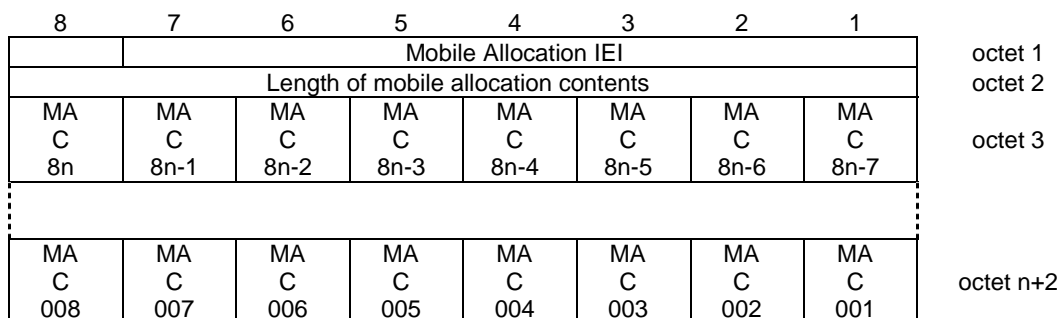 8 7 6 5 4 3 2 1
Mobile Allocation IEI octet 1
Length of mobile allocation contents octet 2
MA MA MA MA MA MA MA MA
C C C C C C C C octet 3
8n 8n-1 8n-2 8n-3 8n-4 8n-5 8n-6 8n-7
MA MA MA MA MA MA MA MA
C C C C C C C C octet n+2
008 007 006 005 004 003 002 001